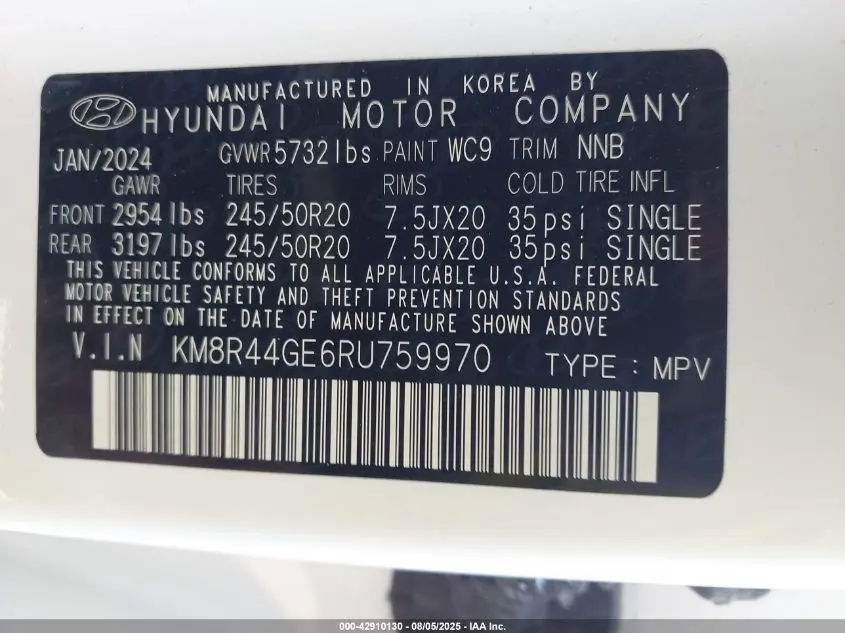 MANUFACTURED IN KOREA BY
HYUNDAI MOTOR COMPANY
JAN/2024 GVWR 5732lbs PAINT WC9 TRIM NNB
GAWR TIRES RIMS COLD TIRE INFL
FRONT 2954 lbs 245/50R20 7.5JX20 35psi SINGLE
REAR 3197 lbs 245/50R20 7.5JX20 35psi SINGLE
THIS VEHICLE CONFORMS TO ALL APPLICABLE U.S.A. FEDERAL
MOTOR VEHICLE SAFETY AND THEFT PREVENTION STANDARDS
IN EFFECT ON THE DATE OF MANUFACTURE SHOWN ABOVE
V.I.N KM8R44GE6RU759970 TYPE : MPV
000-42910130 - 08/05/2025 - IAA Inc.